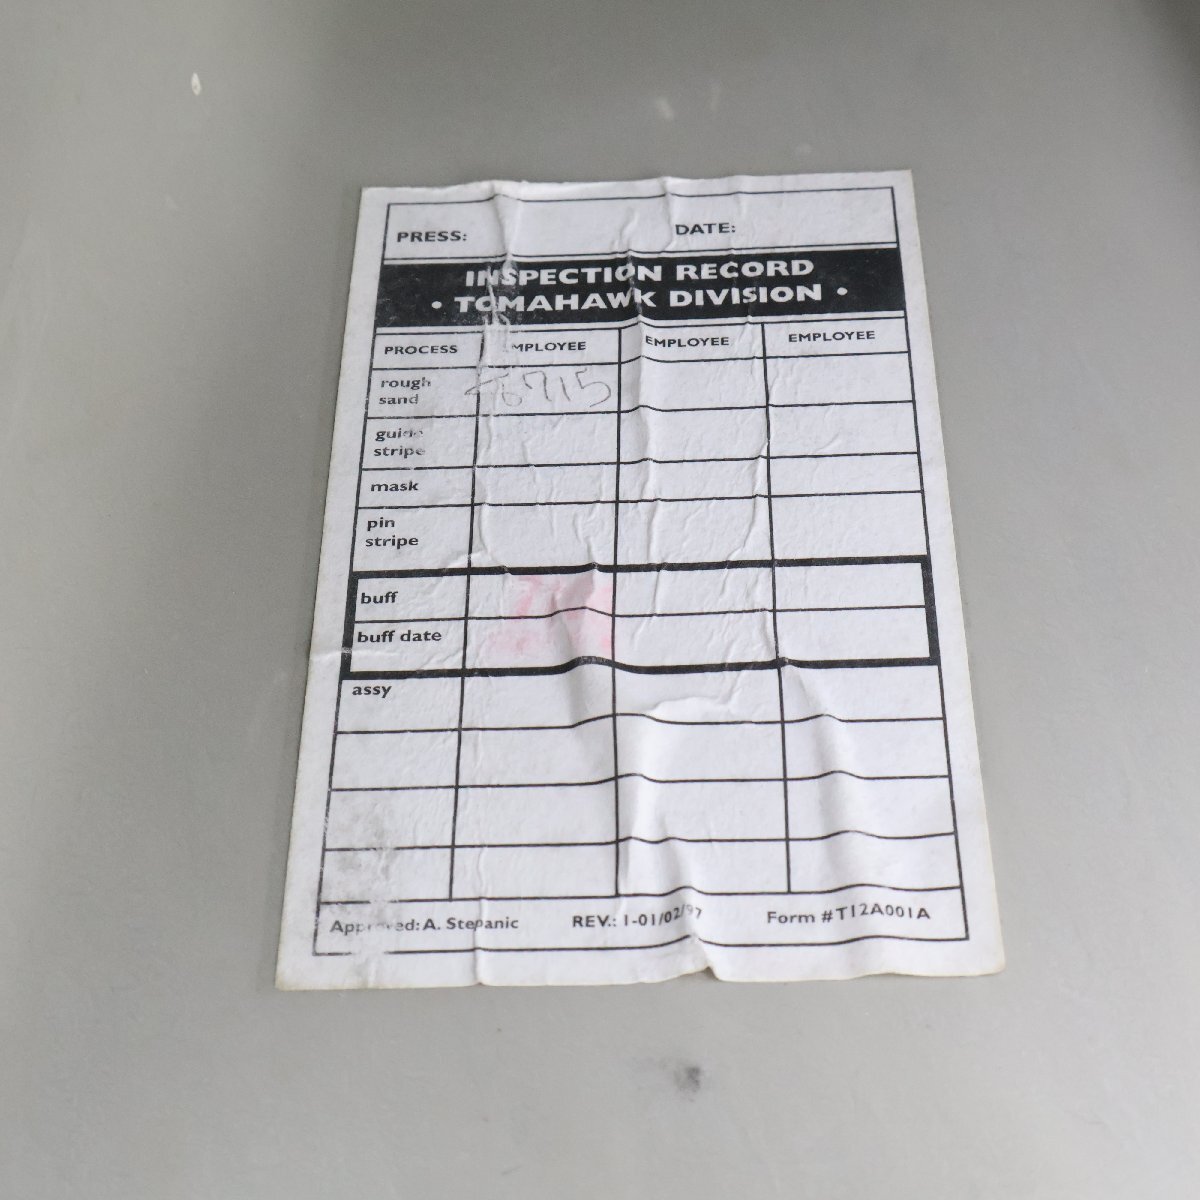 PRESS: DATE:
INSPECTION RECORD
• TOMAHAWK DIVISION •
PROCESS EMPLOYEE EMPLOYEE EMPLOYEE
rough
sand
guide
stripe
mask
pin
stripe
buff
buff date
assy
Approved: A. Stepanic REV.: 1-01/02/97 Form #T12A001A